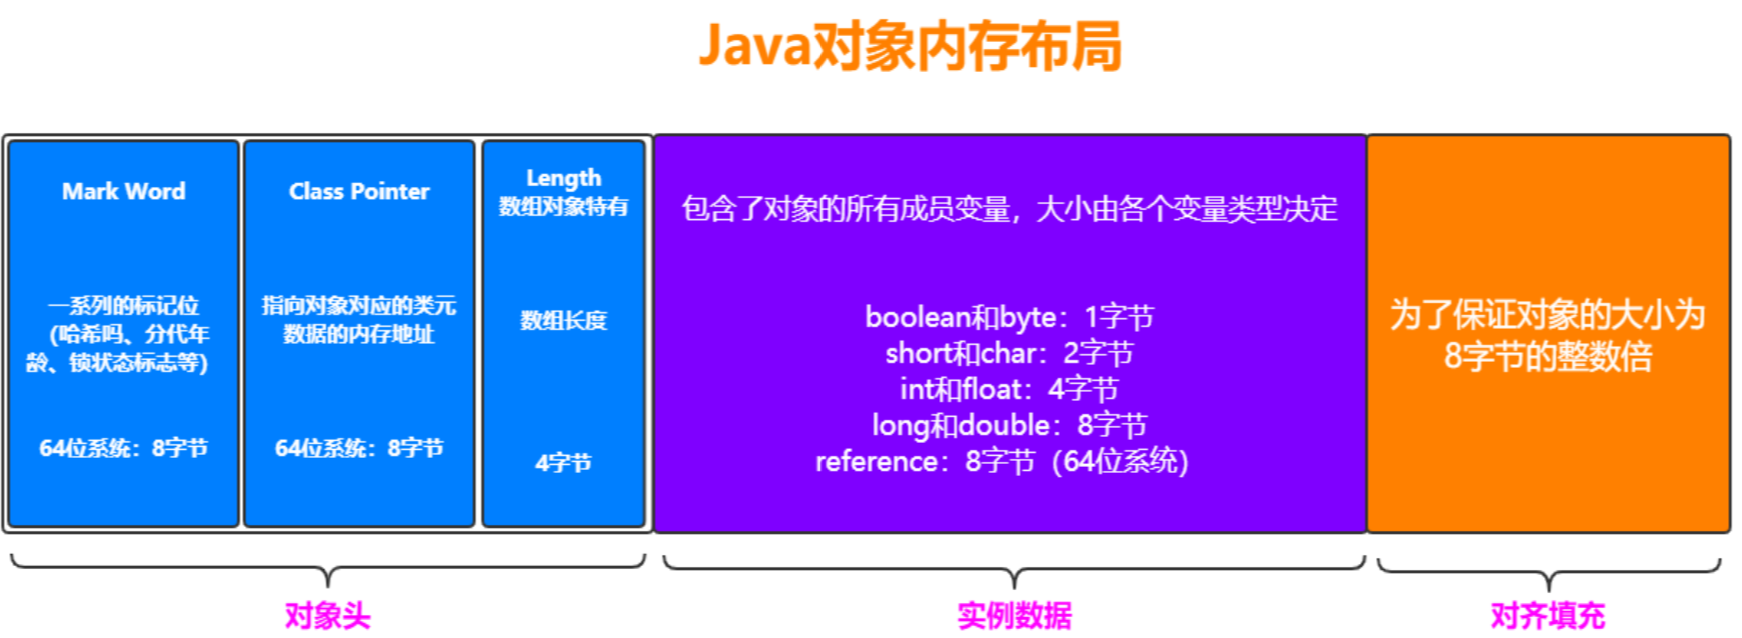 Java对象内存布局
Mark Word
一系列的标记位
(哈希吗、分代年
龄、锁状态标志等)
64位系统：8字节
Class Pointer
指向对象对应的类元
数据的内存地址
64位系统：8字节
Length
数组对象特有
数组长度
4字节
包含了对象的所有成员变量，大小由各个变量类型决定
boolean和byte：1字节
short和char：2字节
int和float：4字节
long和double：8字节
reference：8字节（64位系统）
为了保证对象的大小为
8字节的整数倍
对象头
实例数据
对齐填充